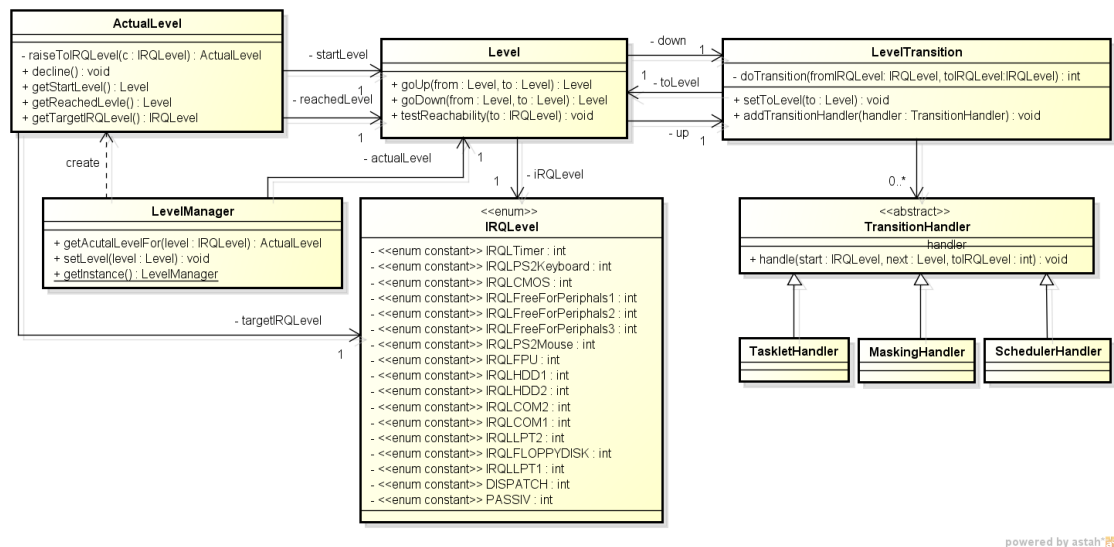 ActualLevel
- raiseToIRQLevel(c : IRQLevel) : ActualLevel
+ decline() : void
+ getStartLevel() : Level
+ getReachedLevle() : Level
+ getTargetIRQLevel() : IRQLevel
- startLevel
1
- reachedLevel
1
Level
+ goUp(from : Level, to : Level) : Level
+ goDown(from : Level, to : Level) : Level
+ testReachability(to : IRQLevel) : void
- down
1
1
- toLevel
- up
1
LevelTransition
- doTransition(fromIRQLevel: IRQLevel, toIRQLevel:IRQLevel) : int
+ setToLevel(to : Level) : void
+ addTransitionHandler(handler : TransitionHandler) : void
create
- actualLevel
1
- iRQLevel
1
0..*
LevelManager
+ getAcutalLevelFor(level : IRQLevel) : ActualLevel
+ setLevel(level : Level) : void
+ getInstance() : LevelManager
- targetIRQLevel
1
<<enum>>
IRQLevel
- <<enum constant>> IRQLTimer : int
- <<enum constant>> IRQLPS2Keyboard : int
- <<enum constant>> IRQLCMOS : int
- <<enum constant>> IRQLFreeForPeriphals1 : int
- <<enum constant>> IRQLFreeForPeriphals2 : int
- <<enum constant>> IRQLFreeForPeriphals3 : int
- <<enum constant>> IRQLPS2Mouse : int
- <<enum constant>> IRQLFPU : int
- <<enum constant>> IRQLHDD1 : int
- <<enum constant>> IRQLHDD2 : int
- <<enum constant>> IRQLCOM2 : int
- <<enum constant>> IRQLCOM1 : int
- <<enum constant>> IRQLLPT2 : int
- <<enum constant>> IRQLFLOPPYDISK : int
- <<enum constant>> IRQLLPT1 : int
- <<enum constant>> DISPATCH : int
- <<enum constant>> PASSIV : int
<<abstract>>
TransitionHandler
handler
+ handle(start : IRQLevel, next : Level, toIRQLevel : int) : void
TaskletHandler
MaskingHandler
SchedulerHandler
powered by astah*